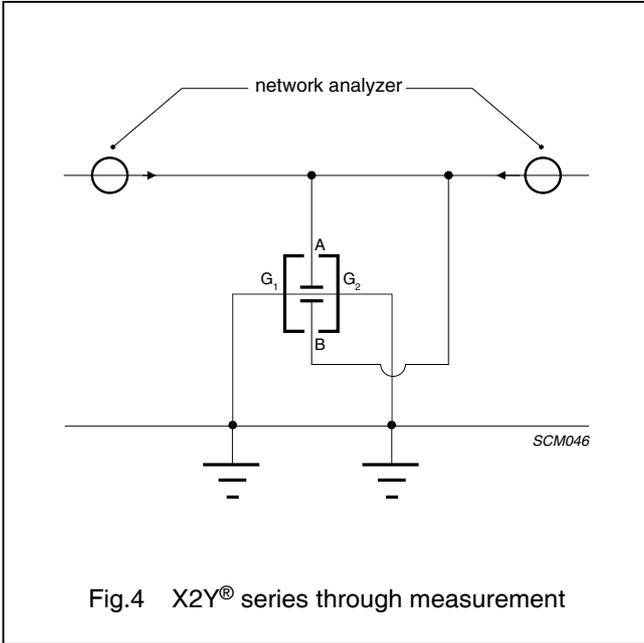 network analyzer
A
G1 G2
B
SCM046
Fig.4 X2Y® series through measurement